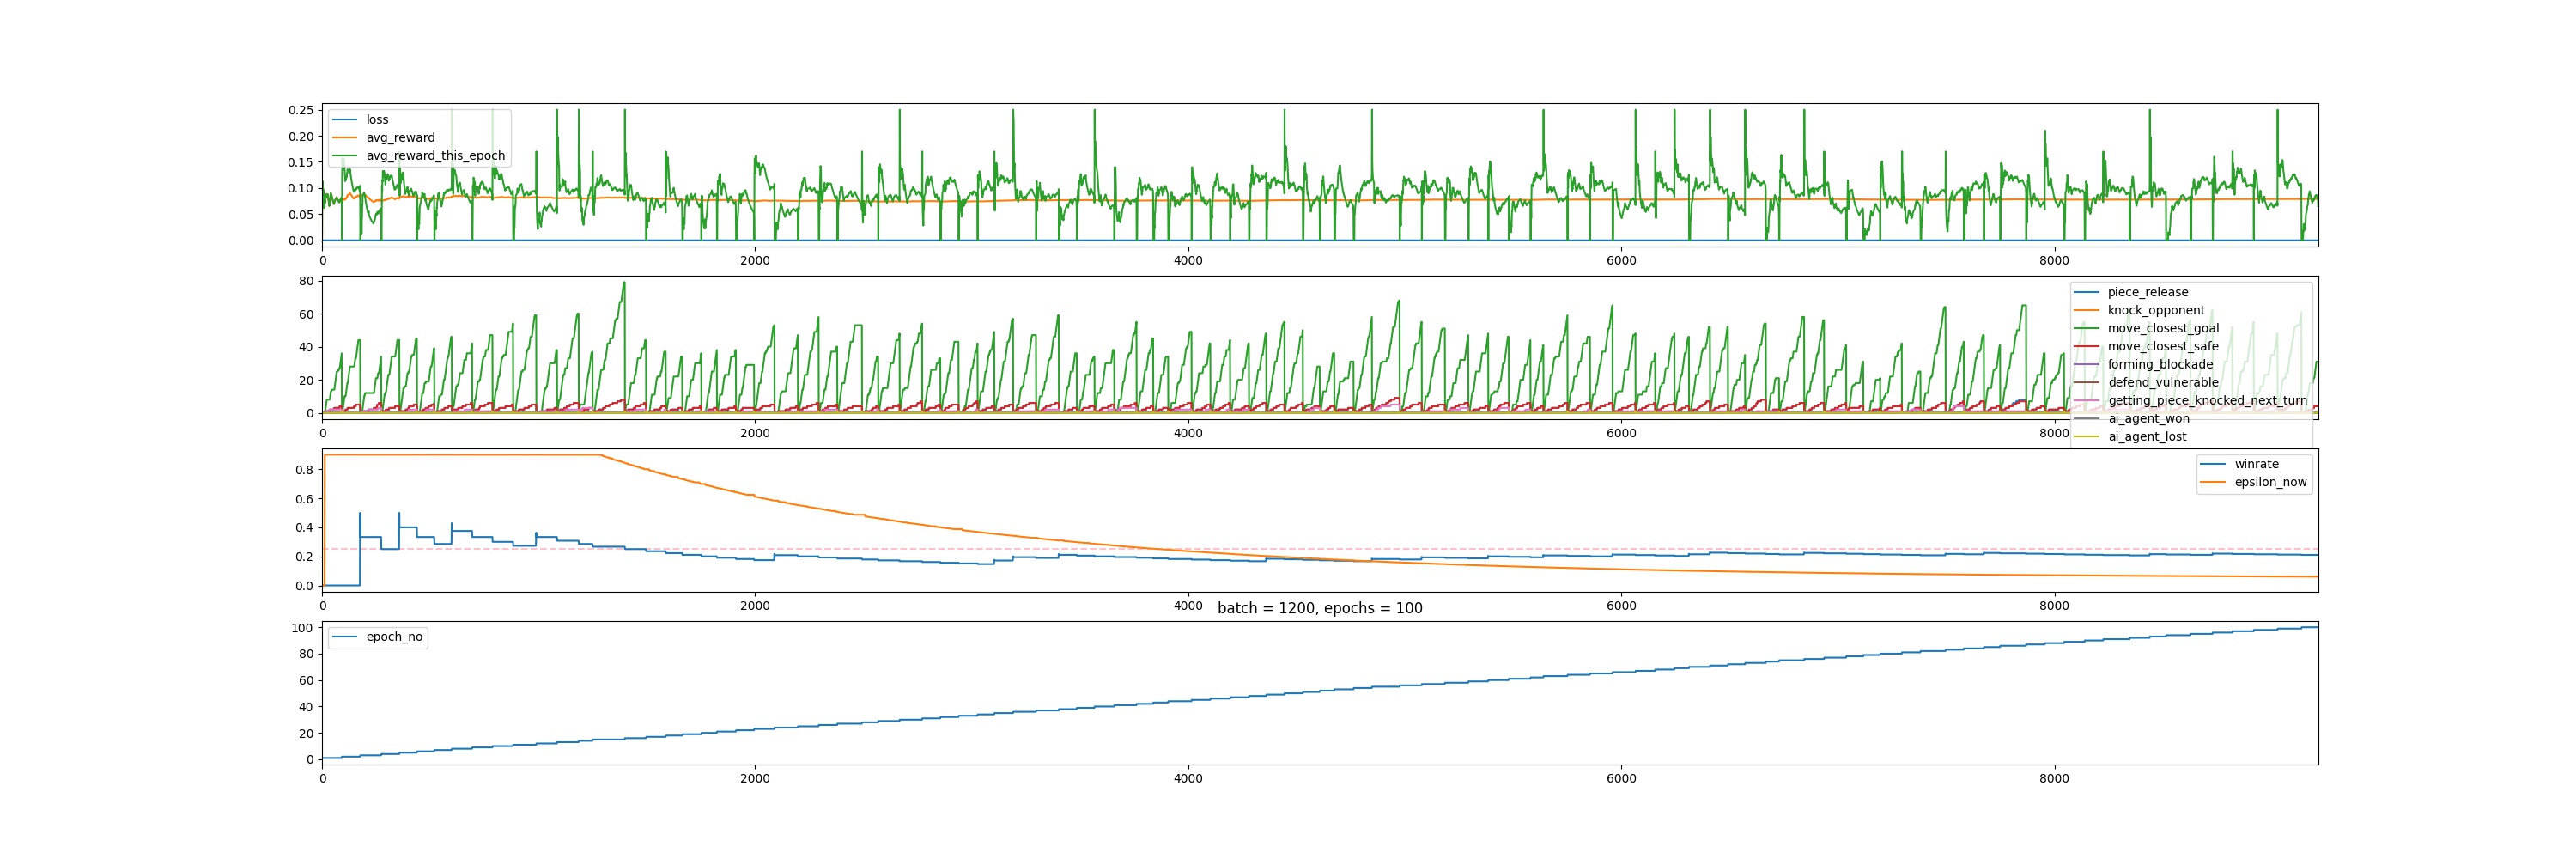 0.25
0.20
0.15
0.10
0.05
0.00
loss
avg_reward
avg_reward_this_epoch
0 2000 4000 6000 8000
80
60
40
20
0
piece_release
knock_opponent
move_closest_goal
move_closest_safe
forming_blockade
defend_vulnerable
getting_piece_knocked_next_turn
ai_agent_won
ai_agent_lost
0 2000 4000 6000 8000
0.8
0.6
0.4
0.2
0.0
winrate
epsilon_now
0 2000 4000 6000 8000
batch = 1200, epochs = 100
100
80
60
40
20
0
epoch_no
0 2000 4000 6000 8000